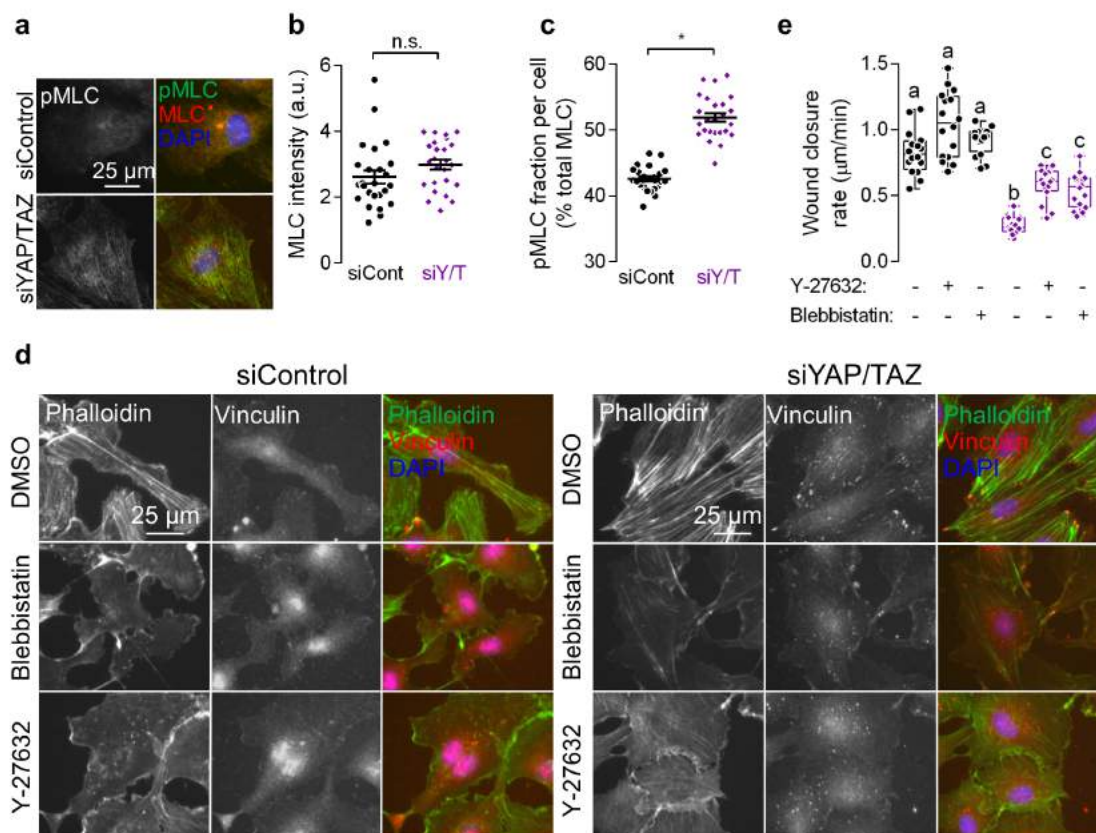 a
pMLC
pMLC
MLC
DAPI
siControl
25 μm
siYAP/TAZ
b
n.s.
MLC intensity (a.u.)
6
4
2
0
siCont
siY/T
c
*
pMLC fraction per cell
(% total MLC)
60
50
40
30
siCont
siY/T
e
Wound closure
rate (μm/min)
1.5
1.0
0.5
0.0
a
a
a
b
c
c
Y-27632: - + - - + -
Blebbistatin: - - + - - +
d
siControl
siYAP/TAZ
Phalloidin
Vinculin
Phalloidin
Vinculin
DAPI
Phalloidin
Vinculin
Phalloidin
Vinculin
DAPI
DMSO
25 μm
DMSO
25 μm
Blebbistatin
Blebbistatin
Y-27632
Y-27632